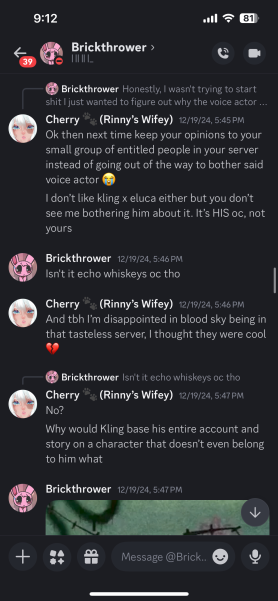 9:12
81
39
Brickthrower
Brickthrower Honestly, I wasn't trying to start
shit I just wanted to figure out why the voice actor ...
Cherry 🐾 (Rinny's Wifey) 12/19/24, 5:45 PM
Ok then next time keep your opinions to your
small group of entitled people in your server
instead of going out of the way to bother said
voice actor 😭
I don't like kling x eluca either but you don't
see me bothering him about it. It's HIS oc, not
yours
Brickthrower 12/19/24, 5:46 PM
Isn't it echo whiskeys oc tho
Cherry 🐾 (Rinny's Wifey) 12/19/24, 5:46 PM
And tbh I'm disappointed in blood sky being in
that tasteless server, I thought they were cool
💔
Brickthrower Isn't it echo whiskeys oc tho
Cherry 🐾 (Rinny's Wifey) 12/19/24, 5:47 PM
No?
Why would Kling base his entire account and
story on a character that doesn't even belong
to him what
Brickthrower 12/19/24, 5:47 PM
Message @Brick...